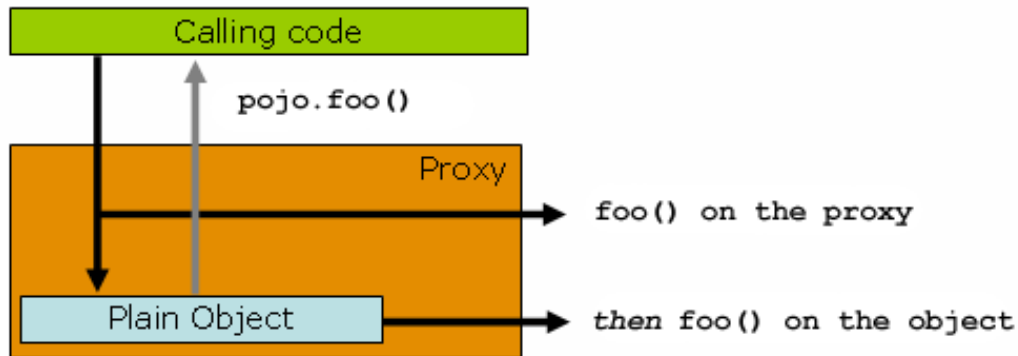 Calling code
pojo.foo()
Proxy
foo() on the proxy
Plain Object
then foo() on the object